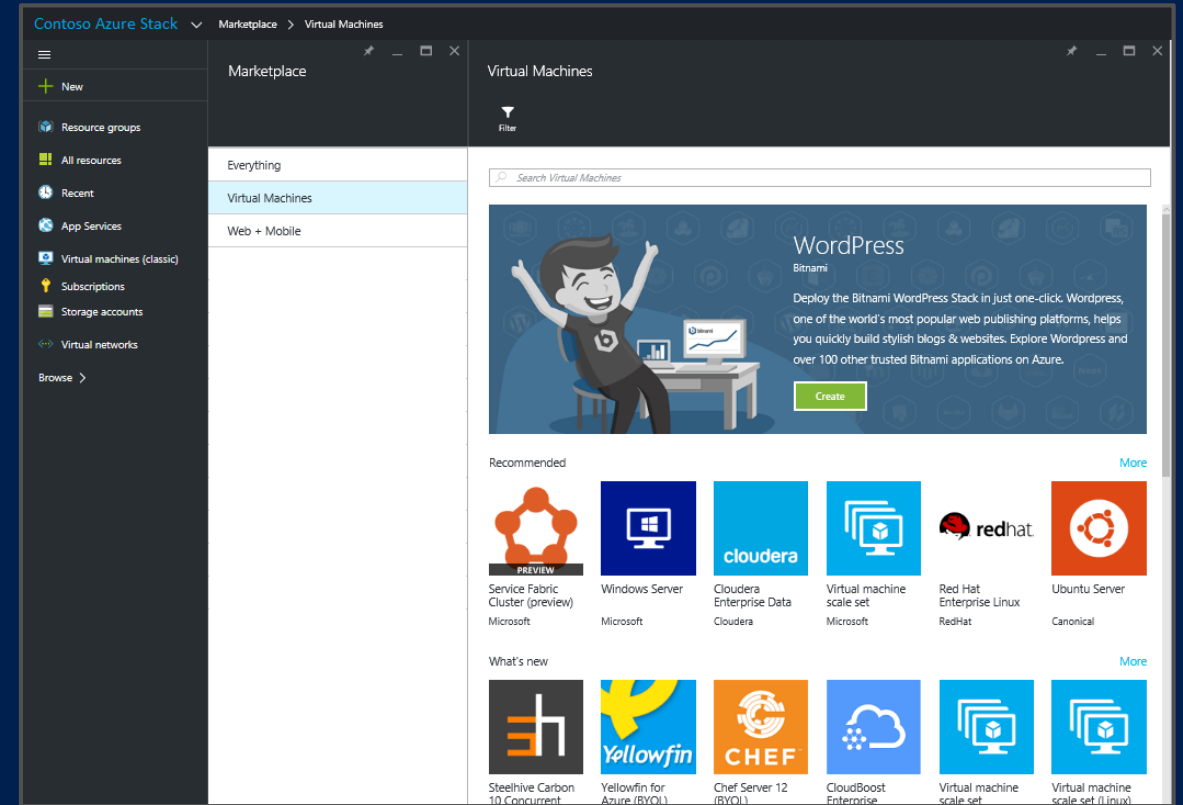 Contoso Azure Stack
Marketplace > Virtual Machines
New
Resource groups
All resources
Recent
App Services
Virtual machines (classic)
Subscriptions
Storage accounts
Virtual networks
Browse >
Marketplace
Everything
Virtual Machines
Web + Mobile
Virtual Machines
Filter
Search Virtual Machines
WordPress
Bitnami
Deploy the Bitnami WordPress Stack in just one-click. Wordpress,
one of the world's most popular web publishing platforms, helps
you quickly build stylish blogs & websites. Explore Wordpress and
over 100 other trusted Bitnami applications on Azure.
Create
bitnami
Recommended
More
PREVIEW
Service Fabric
Cluster (preview)
Microsoft
Windows Server
Microsoft
cloudera
Cloudera
Enterprise Data
Cloudera
Virtual machine
scale set
Microsoft
redhat.
Red Hat
Enterprise Linux
RedHat
Ubuntu Server
Canonical
What's new
More
Steelhive Carbon
10 Concurrent
Yellowfin
Yellowfin for
Azure (BYOL)
CHEF
Chef Server 12
(BYOL)
CloudBoost
Enterprise
Virtual machine
scale set
Virtual machine
scale set (Linux)